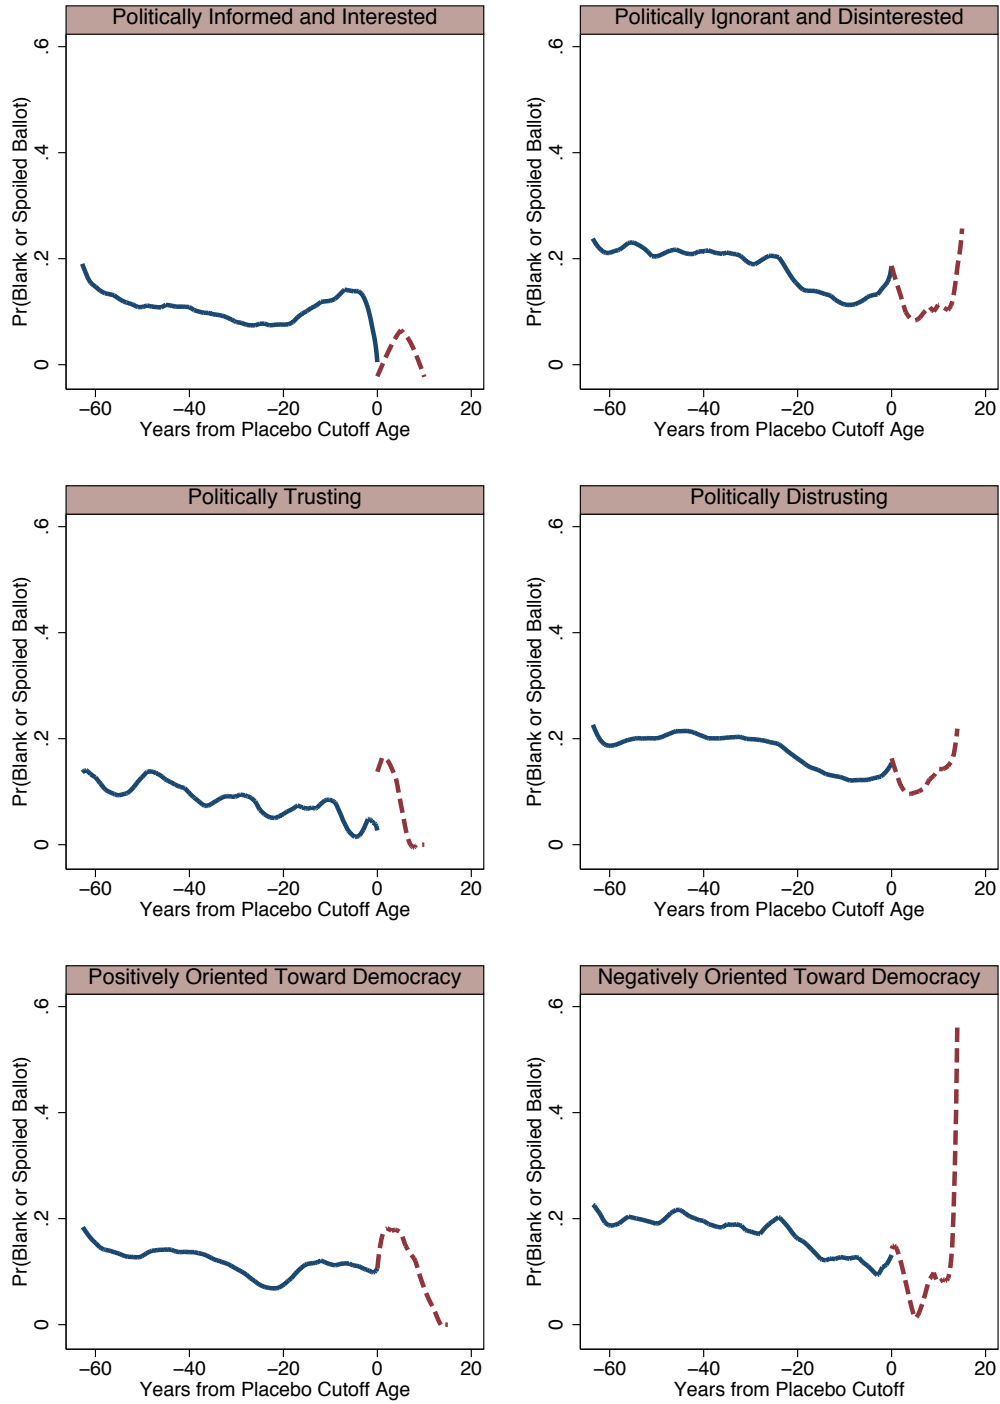 Politically Informed and Interested
Pr(Blank or Spoiled Ballot)
.6
.4
.2
0
−60 −40 −20 0 20
Years from Placebo Cutoff Age
Politically Ignorant and Disinterested
Pr(Blank or Spoiled Ballot)
.6
.4
.2
0
−60 −40 −20 0 20
Years from Placebo Cutoff Age
Politically Trusting
Pr(Blank or Spoiled Ballot)
.6
.4
.2
0
−60 −40 −20 0 20
Years from Placebo Cutoff Age
Politically Distrusting
Pr(Blank or Spoiled Ballot)
.6
.4
.2
0
−60 −40 −20 0 20
Years from Placebo Cutoff Age
Positively Oriented Toward Democracy
Pr(Blank or Spoiled Ballot)
.6
.4
.2
0
−60 −40 −20 0 20
Years from Placebo Cutoff Age
Negatively Oriented Toward Democracy
Pr(Blank or Spoiled Ballot)
.6
.4
.2
0
−60 −40 −20 0 20
Years from Placebo Cutoff